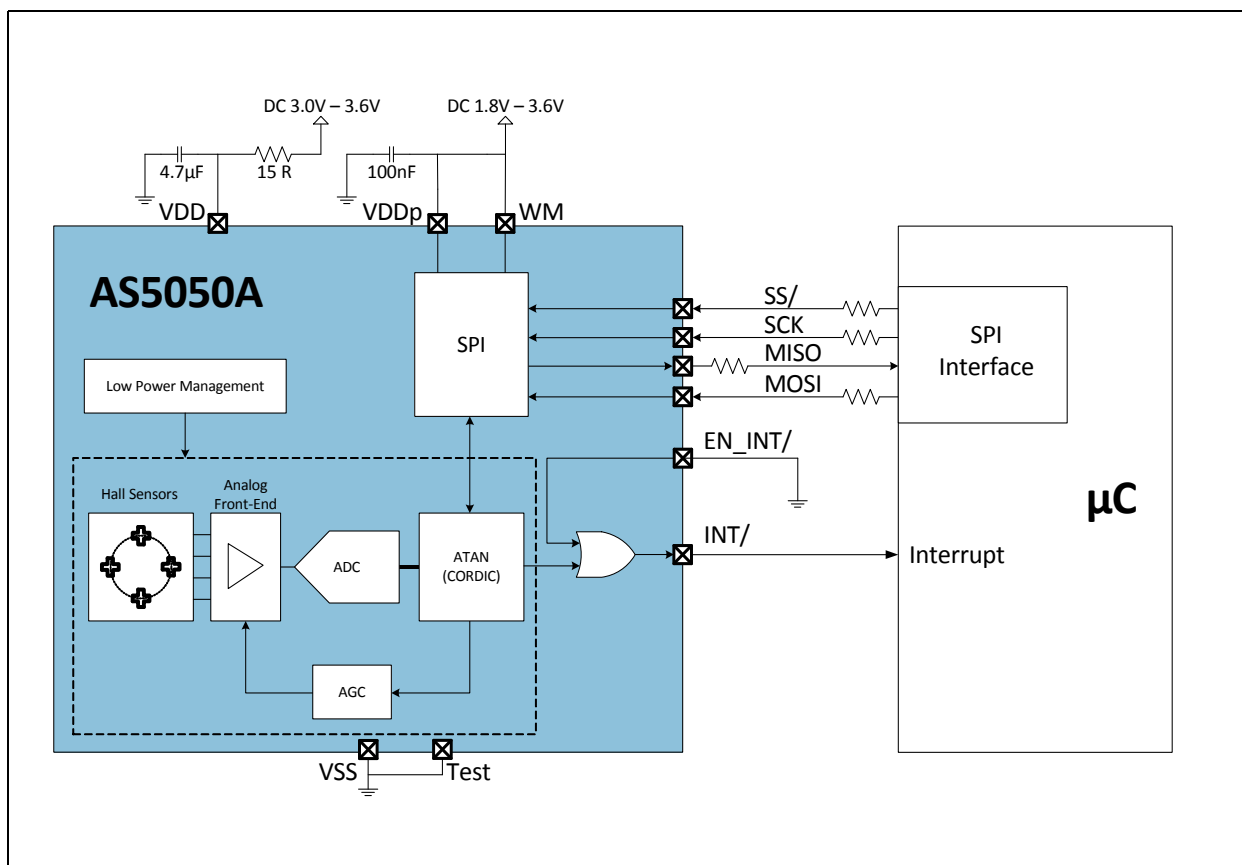 DC 3.0V – 3.6V
DC 1.8V – 3.6V
4.7µF
15 R
100nF
VDD
VDDp
WM
AS5050A
SPI
SS/
SCK
MISO
MOSI
SPI
Interface
Low Power Management
EN_INT/
µC
Hall Sensors
Analog
Front-End
ADC
ATAN
(CORDIC)
INT/
Interrupt
AGC
VSS
Test